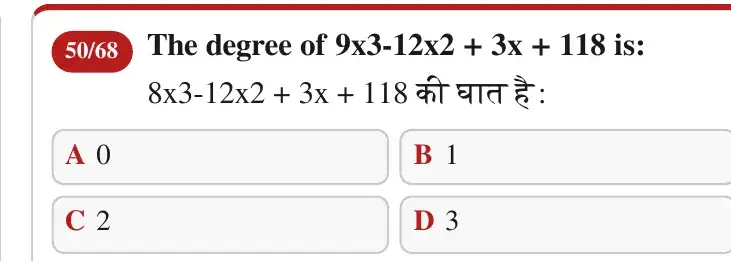 50/68 The degree of 9x3-12x2 + 3x + 118 is:
8x3-12x2 + 3x + 118 की घात है :
A 0
B 1
C 2
D 3